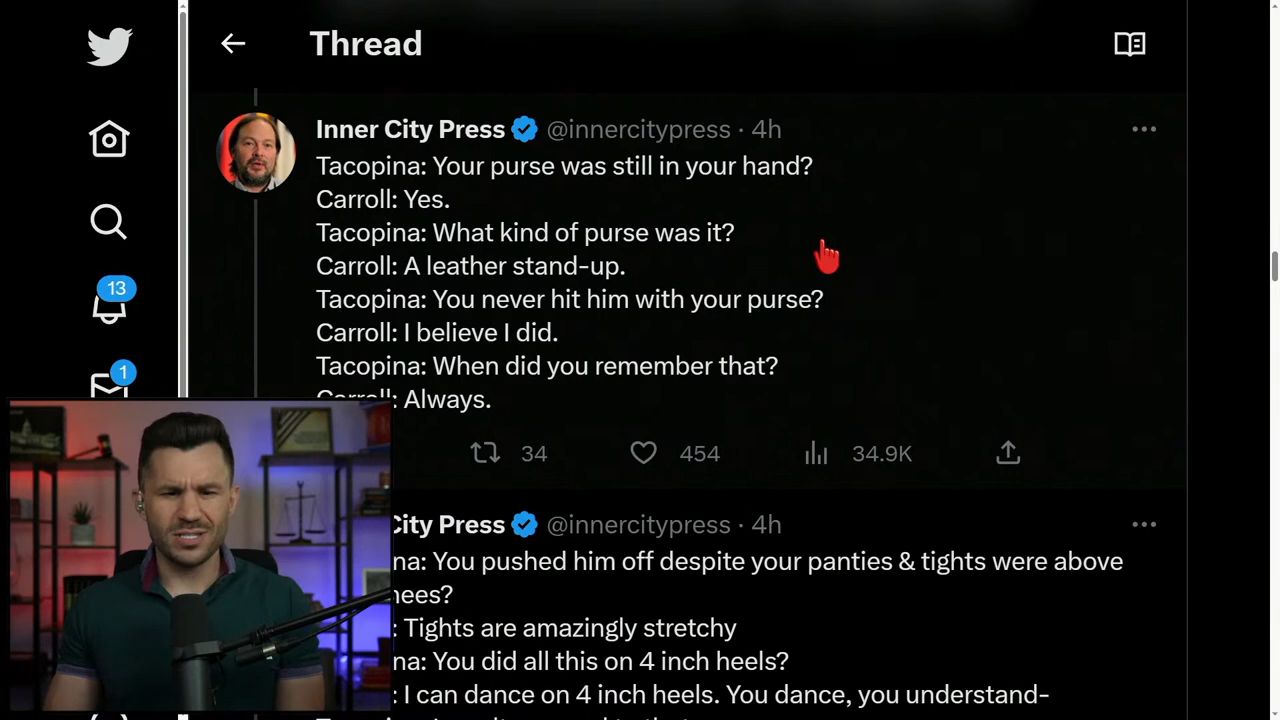 Thread
Inner City Press @innercitypress · 4h
Tacopina: Your purse was still in your hand?
Carroll: Yes.
Tacopina: What kind of purse was it?
Carroll: A leather stand-up.
13
Tacopina: You never hit him with your purse?
Carroll: I believe I did.
Tacopina: When did you remember that?
1
Carroll: Always.
34 454 34.9K
City Press @innercitypress · 4h
na: You pushed him off despite your panties & tights were above
nees?
: Tights are amazingly stretchy
na: You did all this on 4 inch heels?
: I can dance on 4 inch heels. You dance, you understand-